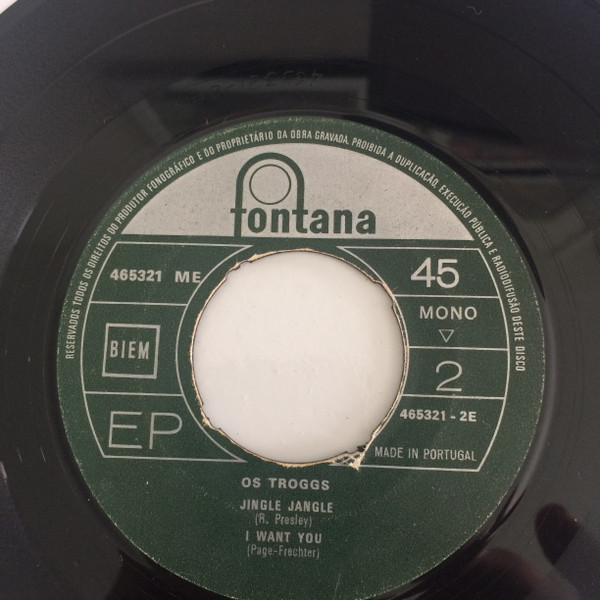 RESERVADOS TODOS OS DIREITOS DO PRODUTOR FONOGRÁFICO E DO PROPRIETÁRIO DA OBRA GRAVADA. PROIBIDA A DUPLICAÇÃO, EXECUÇÃO PÚBLICA E RADIODIFUSÃO DESTE DISCO
fontana
465321 ME
45
MONO
BIEM
2
EP
465321-2E
MADE IN PORTUGAL
OS TROGGS
JINGLE JANGLE
(R. Presley)
I WANT YOU
(Page-Frechter)